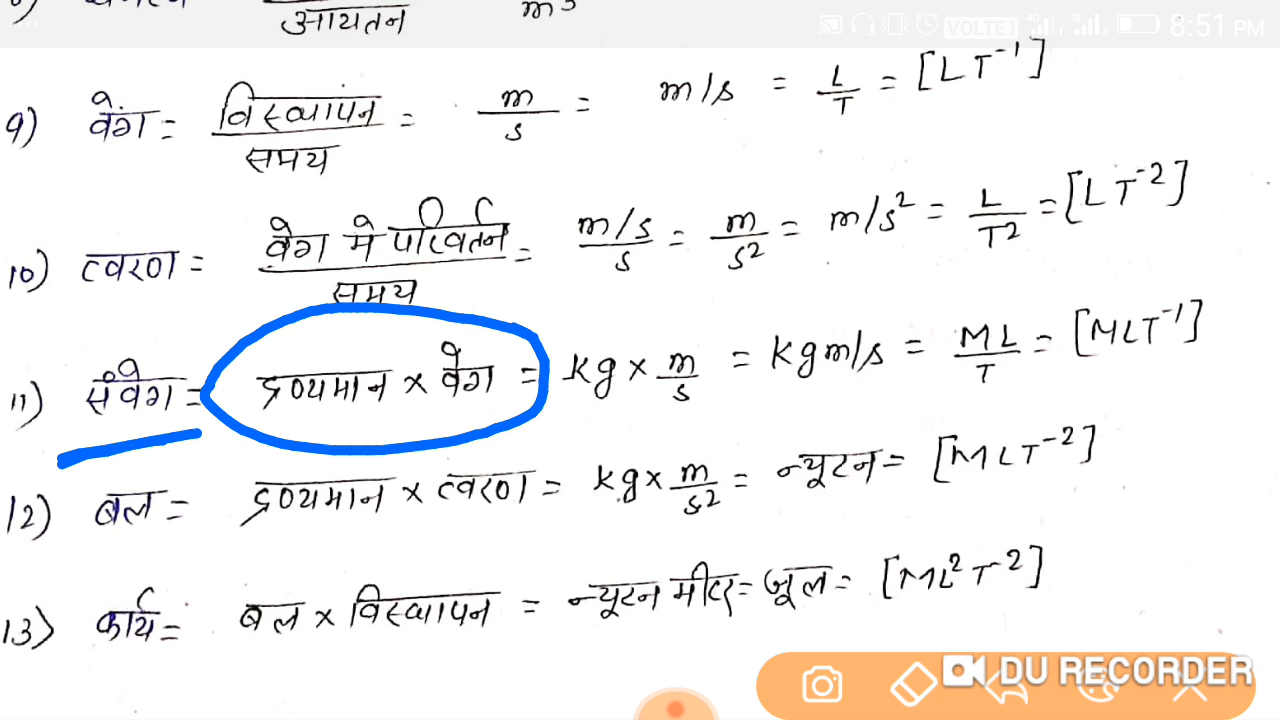 आयतन m³
VOLTE1 8:51 PM
9) वेग = विस्थापन / समय = m/s = m/s = L/T = [LT⁻¹]
10) त्वरण = वेग मे परिवर्तन / समय = m/s / s = m/s² = m/s² = L/T² = [LT⁻²]
11) संवेग = द्रव्यमान × वेग = kg × m/s = kgm/s = ML/T = [MLT⁻¹]
12) बल = द्रव्यमान × त्वरण = kg × m/s² = न्यूटन = [MLT⁻²]
13) कार्य = बल × विस्थापन = न्यूटन मीटर = जूल = [ML²T⁻²]
DU RECORDER